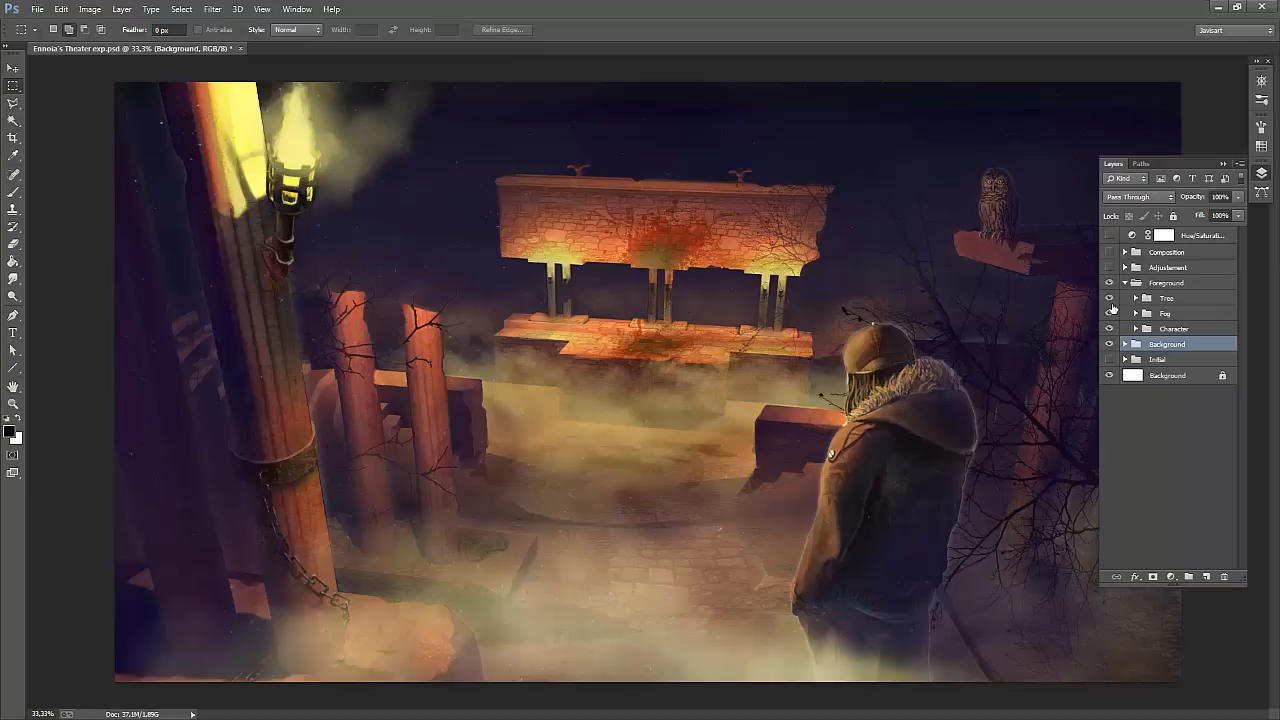 Ps File Edit Image Layer Type Select Filter 3D View Window Help
Feather: 0 px Anti-alias Style: Normal Width: Height: Refine Edge... Javisart
Ennoia's Theater exp.psd @ 33,3% (Background, RGB/8) * ×
Layers Paths
Kind
Pass Through Opacity: 100%
Lock: Fill: 100%
Hue/Saturati...
Composition
Adjustement
Foreground
Tree
Fog
Character
Background
Initial
Background
33,33% Doc: 37,1M/1,89G